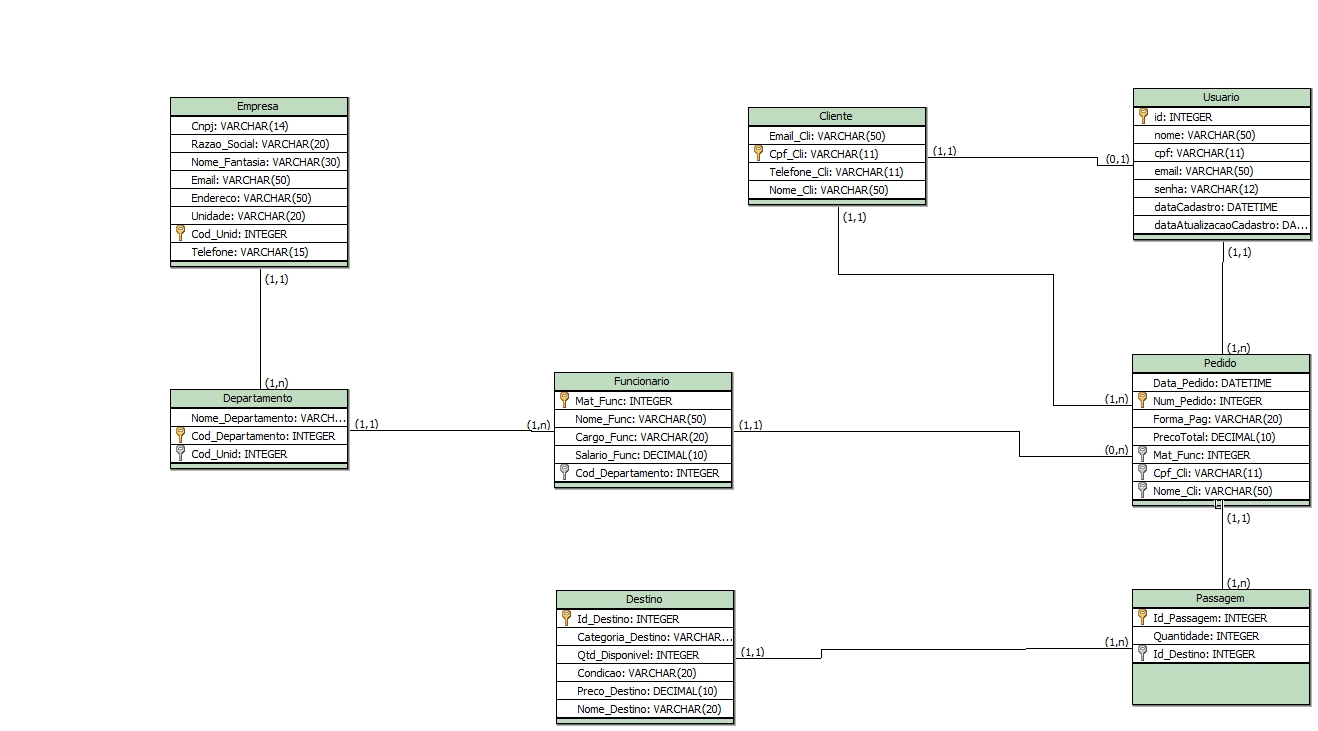 Empresa
Cnpj: VARCHAR(14)
Razao_Social: VARCHAR(20)
Nome_Fantasia: VARCHAR(30)
Email: VARCHAR(50)
Endereco: VARCHAR(50)
Unidade: VARCHAR(20)
Cod_Unid: INTEGER
Telefone: VARCHAR(15)
(1,1)
(1,n)
Cliente
Email_Cli: VARCHAR(50)
Cpf_Cli: VARCHAR(11)
Telefone_Cli: VARCHAR(11)
Nome_Cli: VARCHAR(50)
(1,1)
(0,1)
(1,1)
Usuario
id: INTEGER
nome: VARCHAR(50)
cpf: VARCHAR(11)
email: VARCHAR(50)
senha: VARCHAR(12)
dataCadastro: DATETIME
dataAtualizacaoCadastro: DA...
(1,1)
(1,n)
Departamento
Nome_Departamento: VARCH...
Cod_Departamento: INTEGER
Cod_Unid: INTEGER
(1,1)
(1,n)
Funcionario
Mat_Func: INTEGER
Nome_Func: VARCHAR(50)
Cargo_Func: VARCHAR(20)
Salario_Func: DECIMAL(10)
Cod_Departamento: INTEGER
(1,1)
(1,n)
(0,n)
Pedido
Data_Pedido: DATETIME
Num_Pedido: INTEGER
Forma_Pag: VARCHAR(20)
PrecoTotal: DECIMAL(10)
Mat_Func: INTEGER
Cpf_Cli: VARCHAR(11)
Nome_Cli: VARCHAR(50)
(1,1)
(1,n)
Destino
Id_Destino: INTEGER
Categoria_Destino: VARCHAR...
Qtd_Disponivel: INTEGER
Condicao: VARCHAR(20)
Preco_Destino: DECIMAL(10)
Nome_Destino: VARCHAR(20)
(1,1)
(1,n)
Passagem
Id_Passagem: INTEGER
Quantidade: INTEGER
Id_Destino: INTEGER